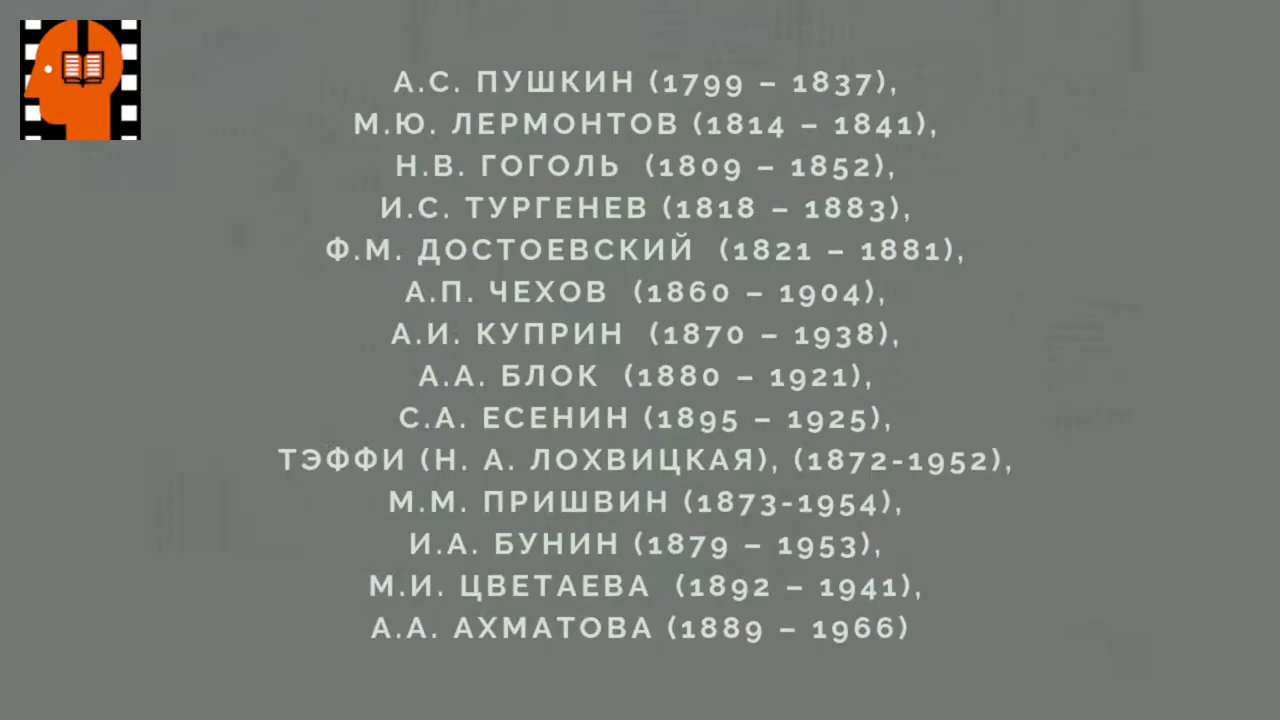 А.С. ПУШКИН (1799 – 1837),
М.Ю. ЛЕРМОНТОВ (1814 – 1841),
Н.В. ГОГОЛЬ (1809 – 1852),
И.С. ТУРГЕНЕВ (1818 – 1883),
Ф.М. ДОСТОЕВСКИЙ (1821 – 1881),
А.П. ЧЕХОВ (1860 – 1904),
А.И. КУПРИН (1870 – 1938),
А.А. БЛОК (1880 – 1921),
С.А. ЕСЕНИН (1895 – 1925),
ТЭФФИ (Н. А. ЛОХВИЦКАЯ), (1872-1952),
М.М. ПРИШВИН (1873-1954),
И.А. БУНИН (1879 – 1953),
М.И. ЦВЕТАЕВА (1892 – 1941),
А.А. АХМАТОВА (1889 – 1966)